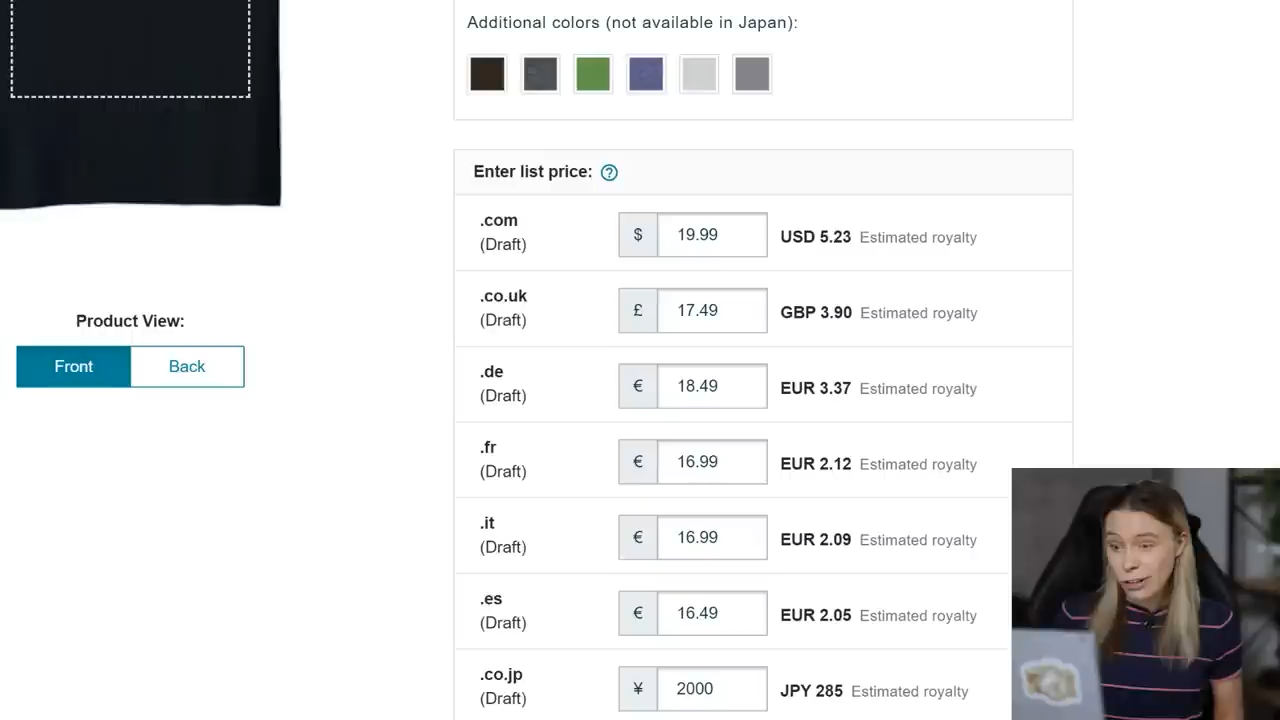 Additional colors (not available in Japan):
Enter list price: ?
.com
(Draft)
$ 19.99
USD 5.23 Estimated royalty
.co.uk
(Draft)
£ 17.49
GBP 3.90 Estimated royalty
.de
(Draft)
€ 18.49
EUR 3.37 Estimated royalty
.fr
(Draft)
€ 16.99
EUR 2.12 Estimated royalty
.it
(Draft)
€ 16.99
EUR 2.09 Estimated royalty
.es
(Draft)
€ 16.49
EUR 2.05 Estimated royalty
.co.jp
(Draft)
¥ 2000
JPY 285 Estimated royalty
Product View:
Front Back